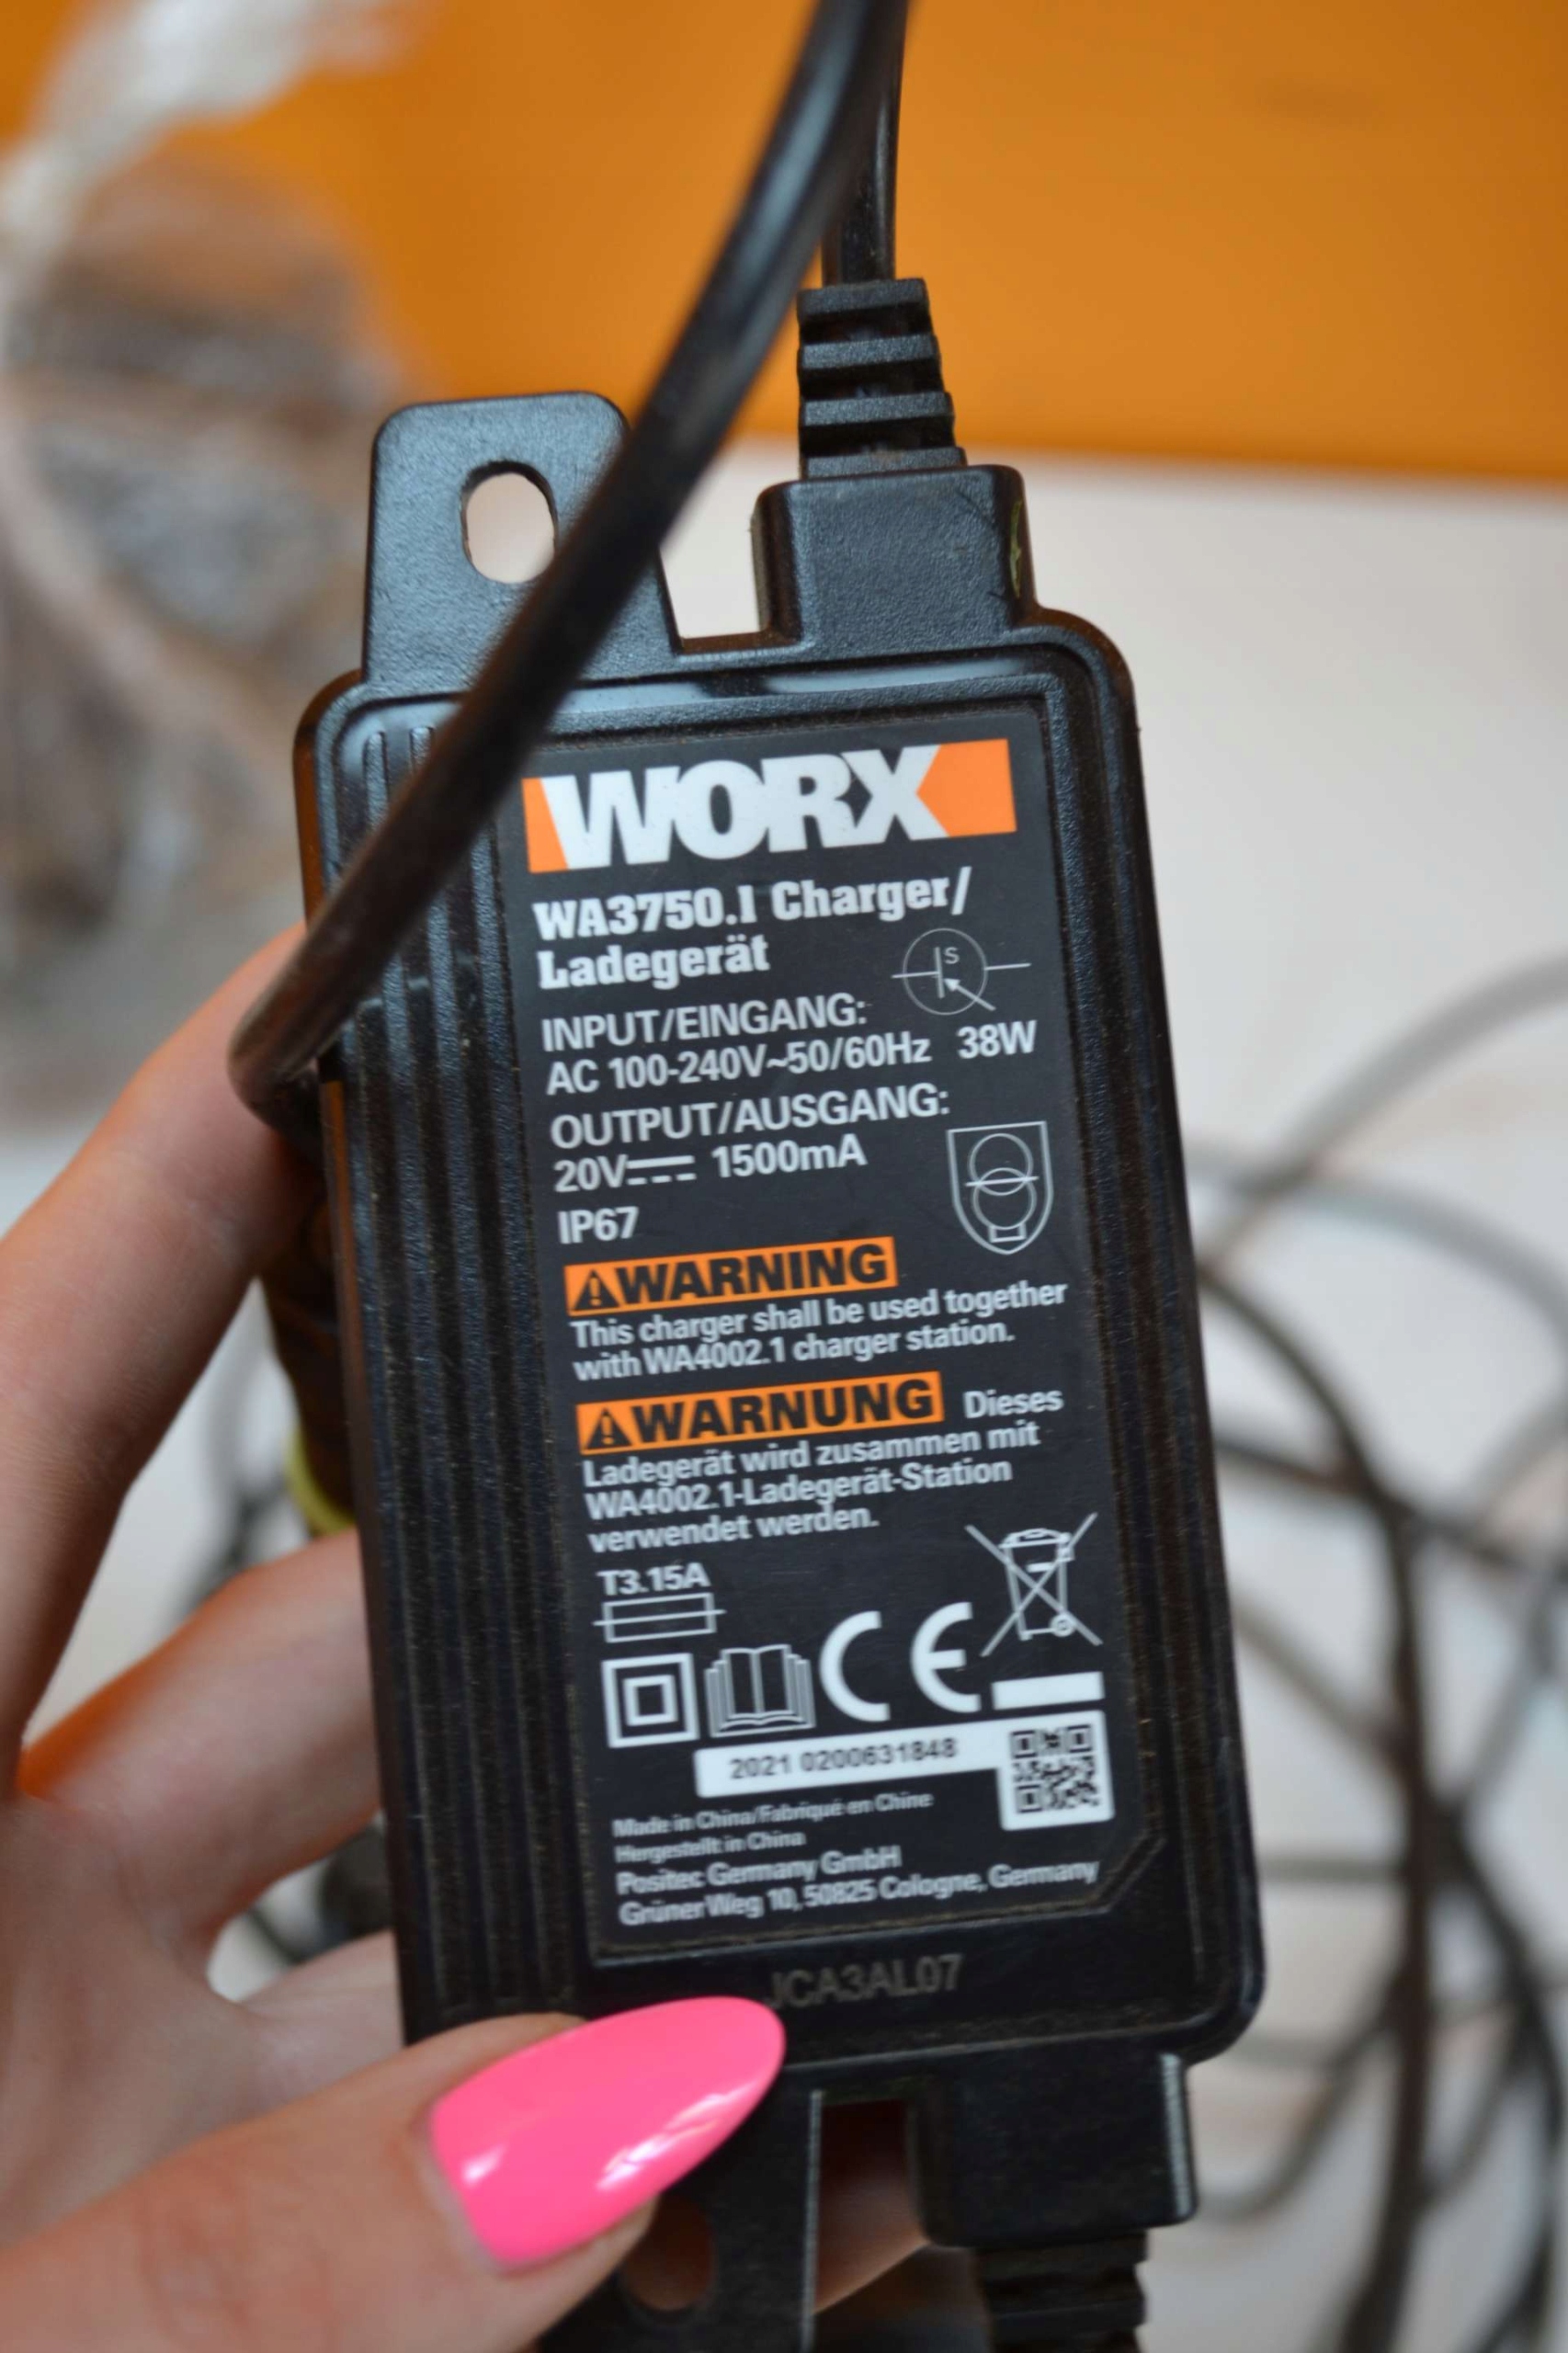 WORX
WA3750.1 Charger/
Ladegerät
S
INPUT/EINGANG:
AC 100-240V~50/60Hz 38W
OUTPUT/AUSGANG:
20V⎓ 1500mA
IP67
⚠WARNING
This charger shall be used together
with WA4002.1 charger station.
⚠WARNUNG Dieses
Ladegerät wird zusammen mit
WA4002.1-Ladegerät-Station
verwendet werden.
T3.15A
CE
2021 0200631848
Made in China/Fabriqué en Chine
Hergestellt in China
Positec Germany GmbH
Grüner Weg 10, 50825 Cologne, Germany
JCA3AL07